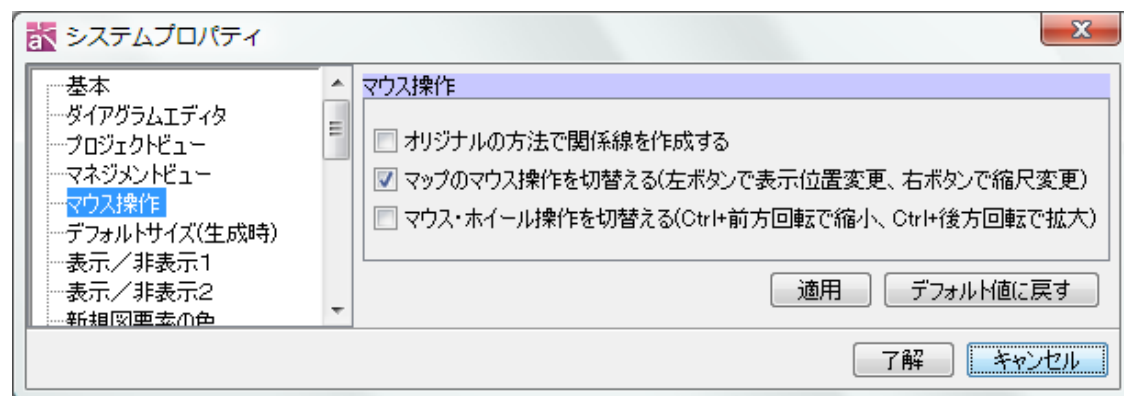 システムプロパティ
基本
ダイアグラムエディタ
プロジェクトビュー
マネジメントビュー
マウス操作
デフォルトサイズ(生成時)
表示／非表示1
表示／非表示2
新規図要素の色
マウス操作
オリジナルの方法で関係線を作成する
マップのマウス操作を切替える(左ボタンで表示位置変更、右ボタンで縮尺変更)
マウス・ホイール操作を切替える(Ctrl+前方回転で縮小、Ctrl+後方回転で拡大)
適用
デフォルト値に戻す
了解
キャンセル